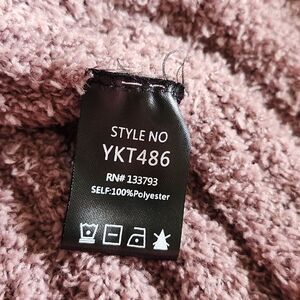 STYLE NO
YKT486
RN# 133793
SELF:100%Polyester